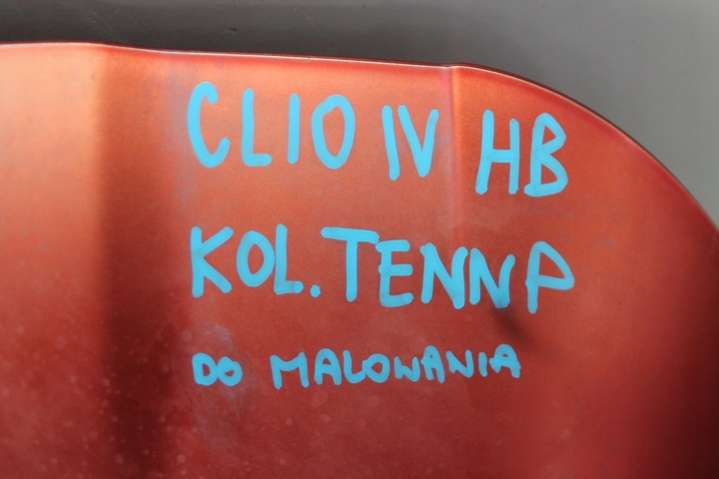 CLIO IV HB
KOL. TENNP
DO MALOWANIA